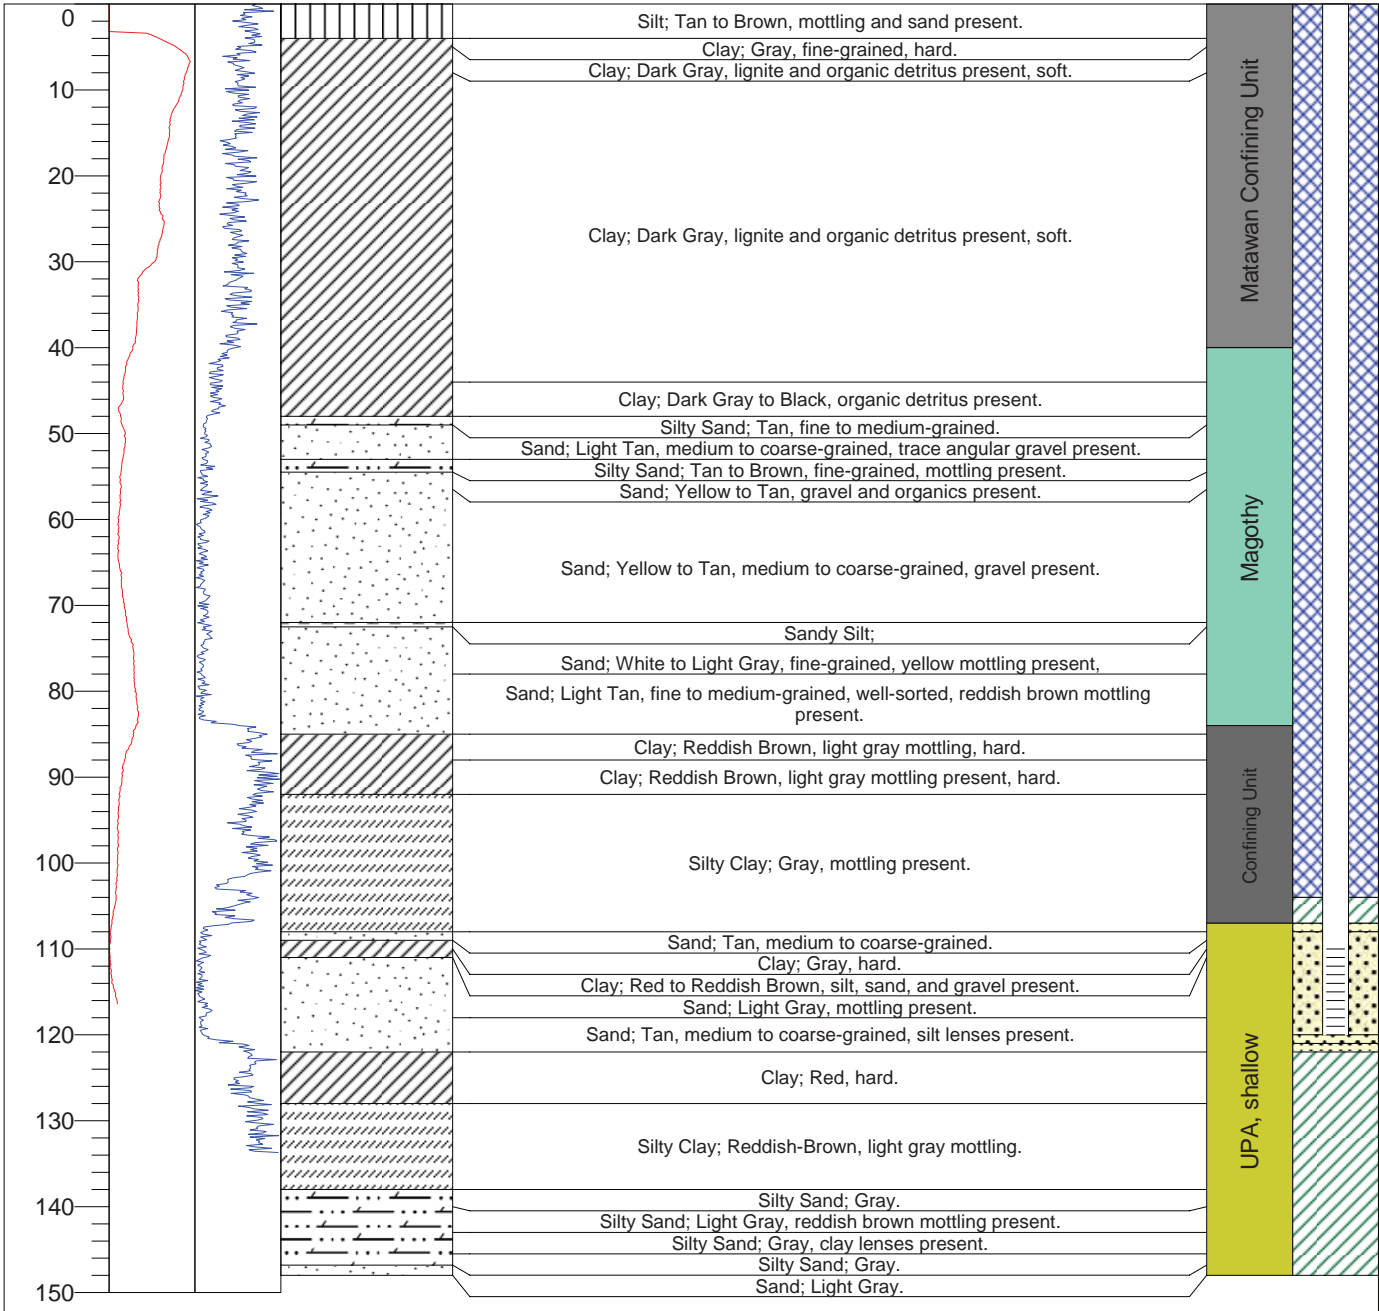 0
10
20
30
40
50
60
70
80
90
100
110
120
130
140
150
Silt; Tan to Brown, mottling and sand present.
Clay; Gray, fine-grained, hard.
Clay; Dark Gray, lignite and organic detritus present, soft.
Clay; Dark Gray, lignite and organic detritus present, soft.
Clay; Dark Gray to Black, organic detritus present.
Silty Sand; Tan, fine to medium-grained.
Sand; Light Tan, medium to coarse-grained, trace angular gravel present.
Silty Sand; Tan to Brown, fine-grained, mottling present.
Sand; Yellow to Tan, gravel and organics present.
Sand; Yellow to Tan, medium to coarse-grained, gravel present.
Sandy Silt;
Sand; White to Light Gray, fine-grained, yellow mottling present,
Sand; Light Tan, fine to medium-grained, well-sorted, reddish brown mottling
present.
Clay; Reddish Brown, light gray mottling, hard.
Clay; Reddish Brown, light gray mottling present, hard.
Silty Clay; Gray, mottling present.
Sand; Tan, medium to coarse-grained.
Clay; Gray, hard.
Clay; Red to Reddish Brown, silt, sand, and gravel present.
Sand; Light Gray, mottling present.
Sand; Tan, medium to coarse-grained, silt lenses present.
Clay; Red, hard.
Silty Clay; Reddish-Brown, light gray mottling.
Silty Sand; Gray.
Silty Sand; Light Gray, reddish brown mottling present.
Silty Sand; Gray, clay lenses present.
Silty Sand; Gray.
Sand; Light Gray.
Matawan Confining Unit
Magothy
Confining Unit
UPA, shallow